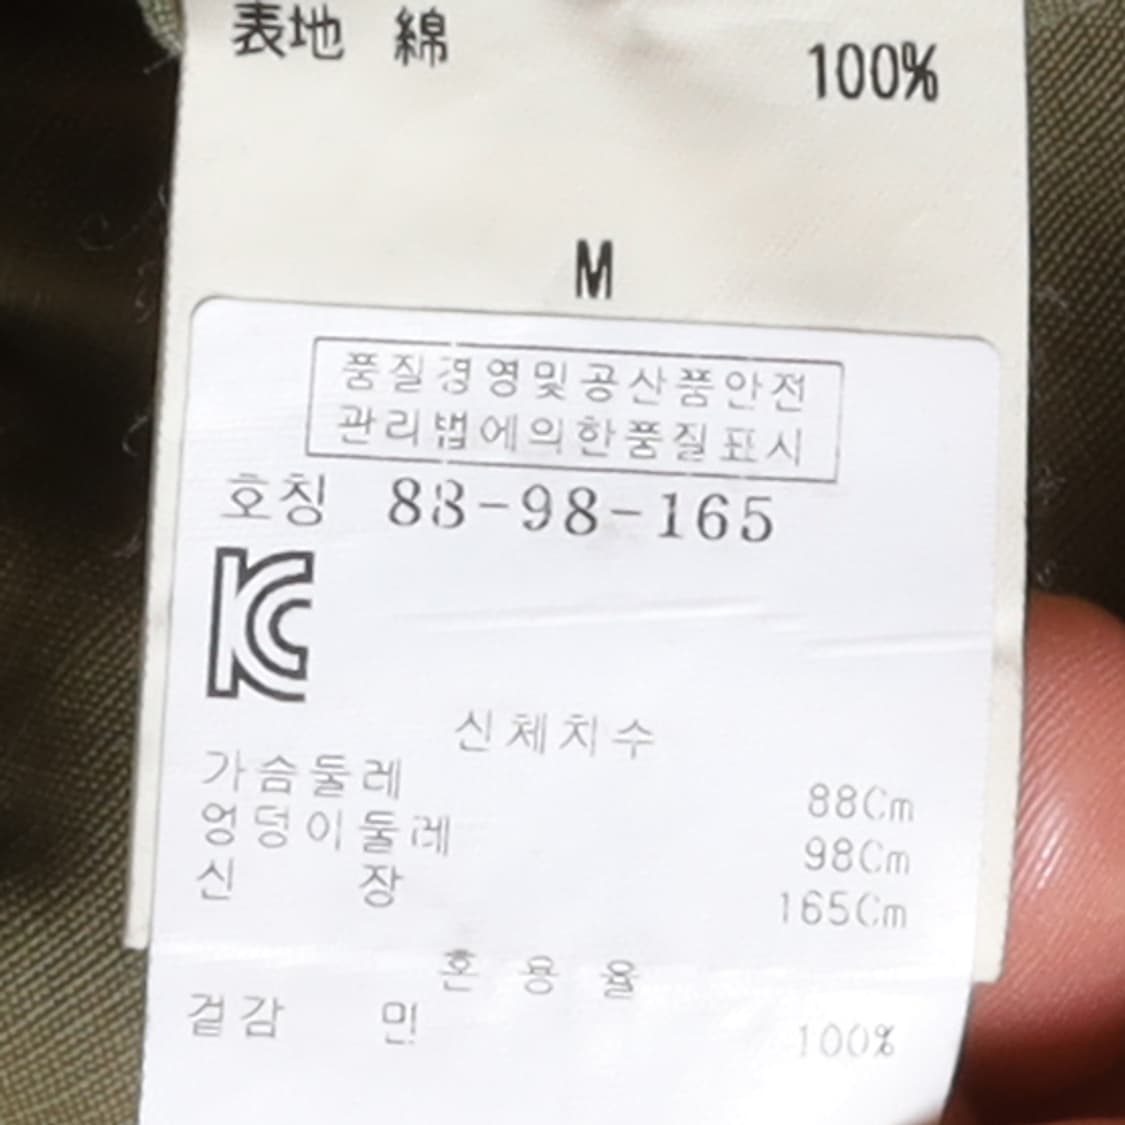 表地 綿 100%
M
품질경영및공산품안전
관리법에의한품질표시
호칭 88-98-165
KC
신체치수
가슴둘레 88Cm
엉덩이둘레 98Cm
신 장 165Cm
혼 용 율
겉감 면 100%